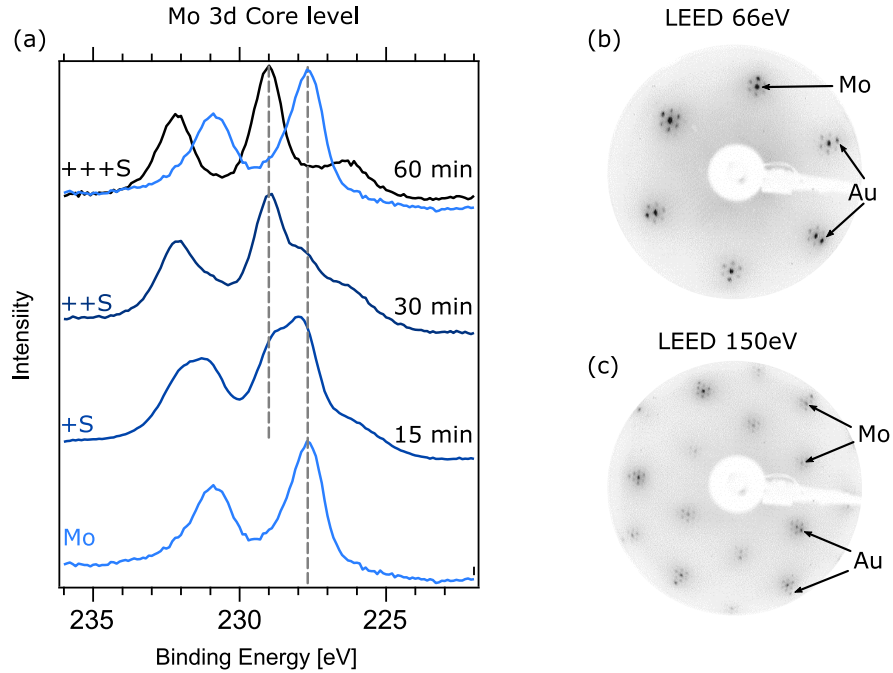 Mo 3d Core level
(a)
+++S
60 min
++S
30 min
+S
15 min
Mo
Intensiity
235
230
225
Binding Energy [eV]
LEED 66eV
(b)
Mo
Au
LEED 150eV
(c)
Mo
Au